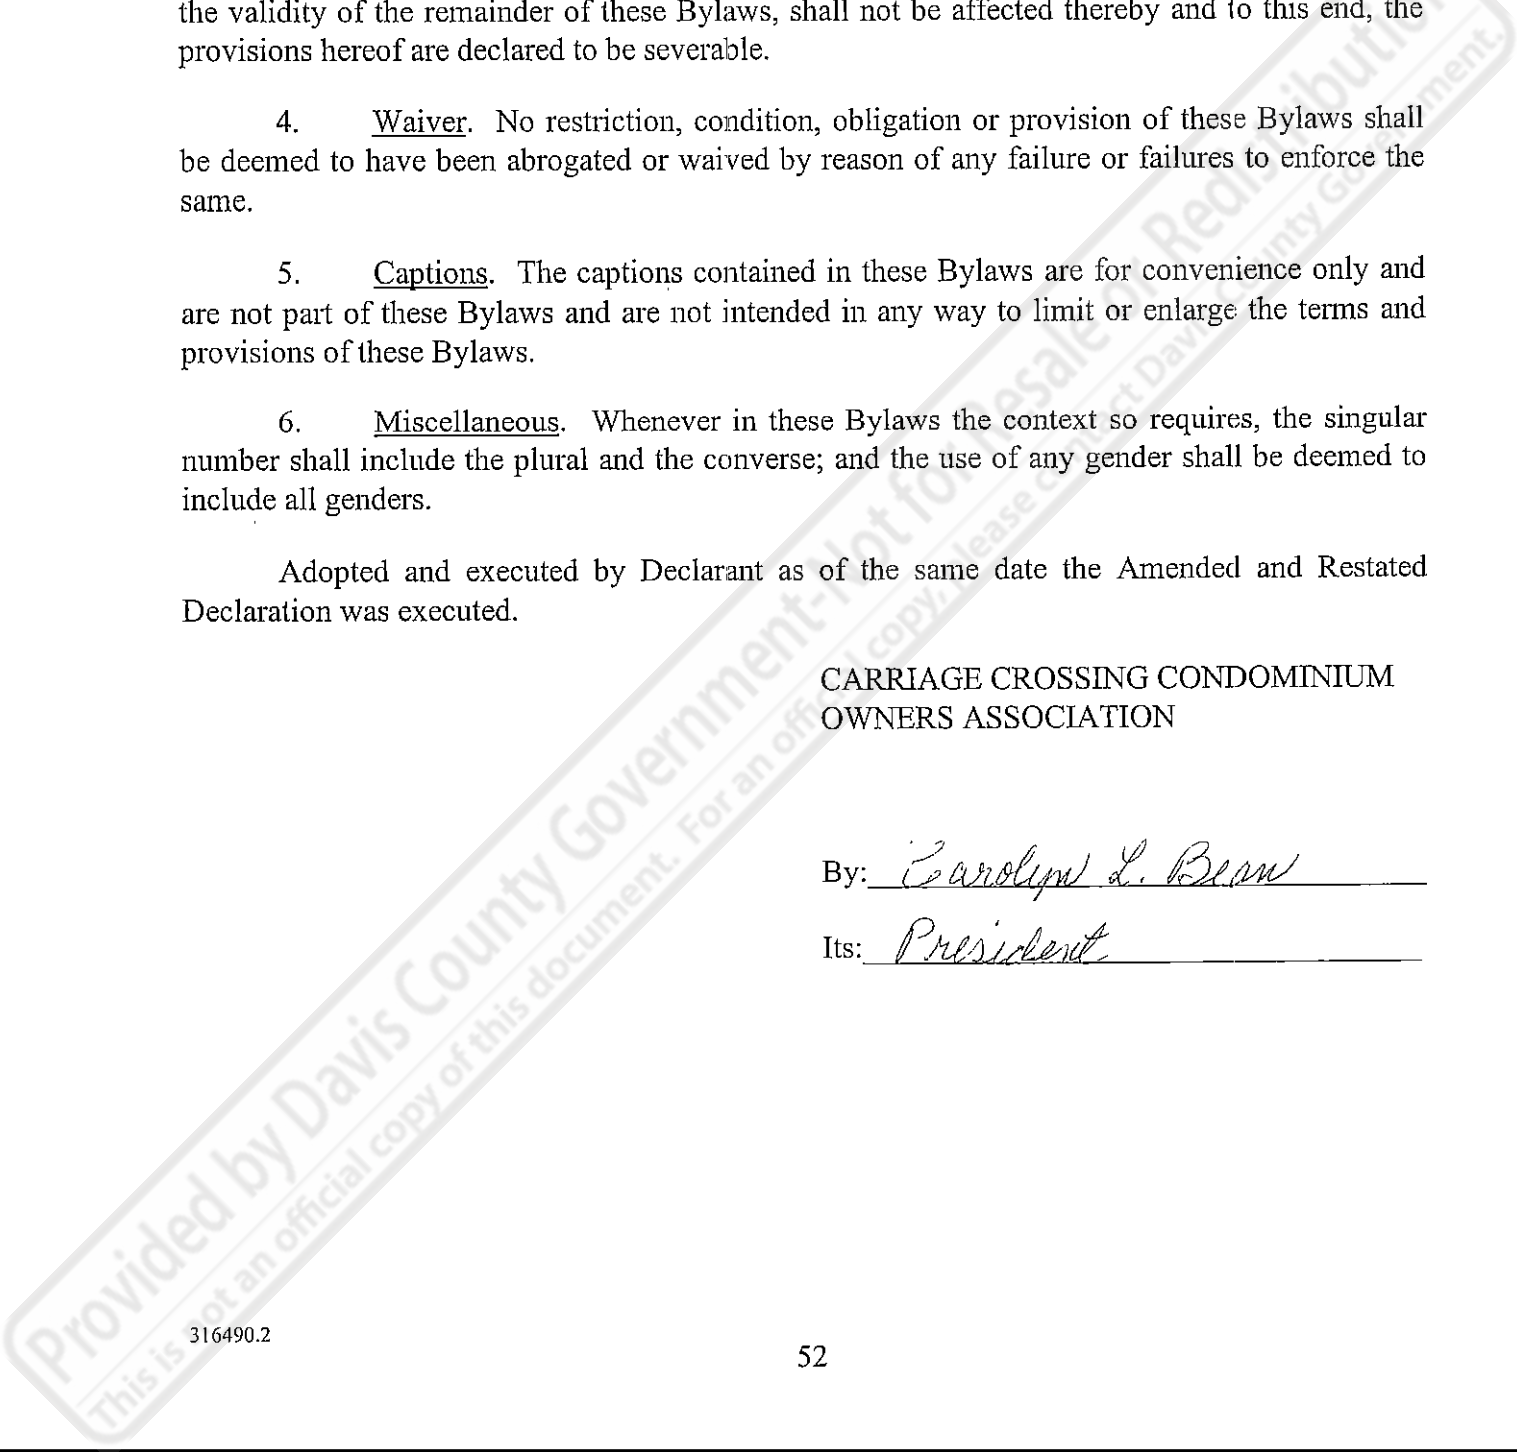 the validity of the remainder of these Bylaws, shall not be affected thereby and to this end, the
provisions hereof are declared to be severable.
4. Waiver. No restriction, condition, obligation or provision of these Bylaws shall
be deemed to have been abrogated or waived by reason of any failure or failures to enforce the
same.
5. Captions. The captions contained in these Bylaws are for convenience only and
are not part of these Bylaws and are not intended in any way to limit or enlarge the terms and
provisions of these Bylaws.
6. Miscellaneous. Whenever in these Bylaws the context so requires, the singular
number shall include the plural and the converse; and the use of any gender shall be deemed to
include all genders.
Adopted and executed by Declarant as of the same date the Amended and Restated
Declaration was executed.
CARRIAGE CROSSING CONDOMINIUM
OWNERS ASSOCIATION
By: Carolyn L. Bean
Its: President
316490.2
52
Provided by Davis County Government-Not for Resale or Redistribution
This is not an official copy of this document. For an official copy, please contact Davis County Government.